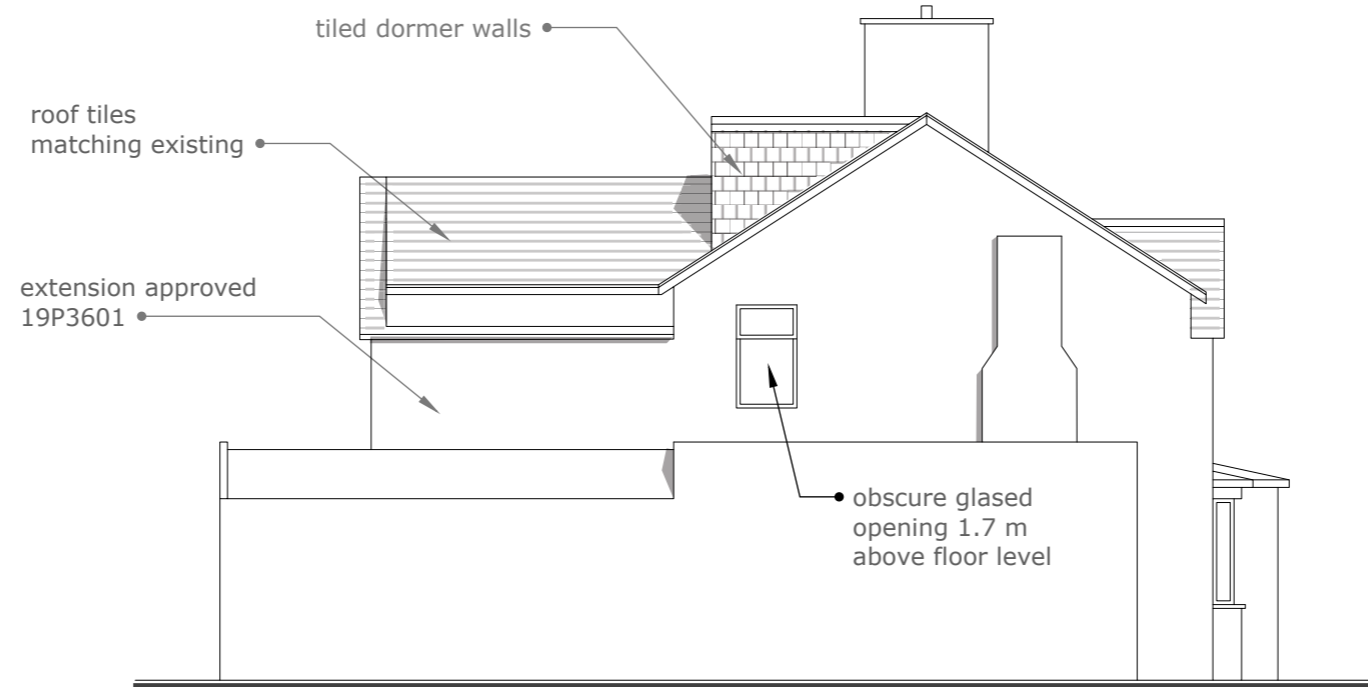 tiled dormer walls
roof tiles
matching existing
extension approved
19P3601
obscure glased
opening 1.7 m
above floor level